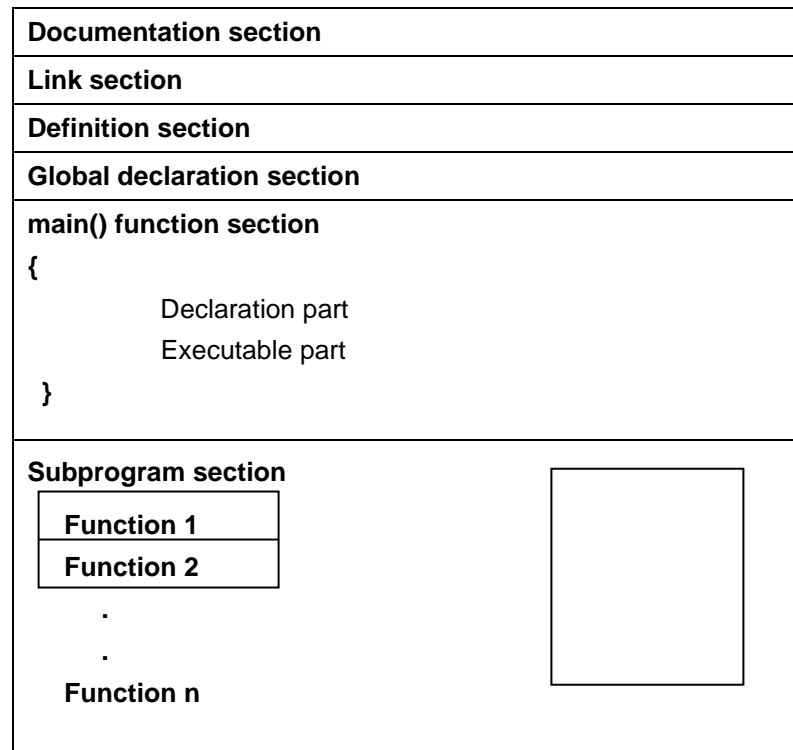 Documentation section
Link section
Definition section
Global declaration section
main() function section
{
Declaration part
Executable part
}
Subprogram section
Function 1
Function 2
.
.
Function n